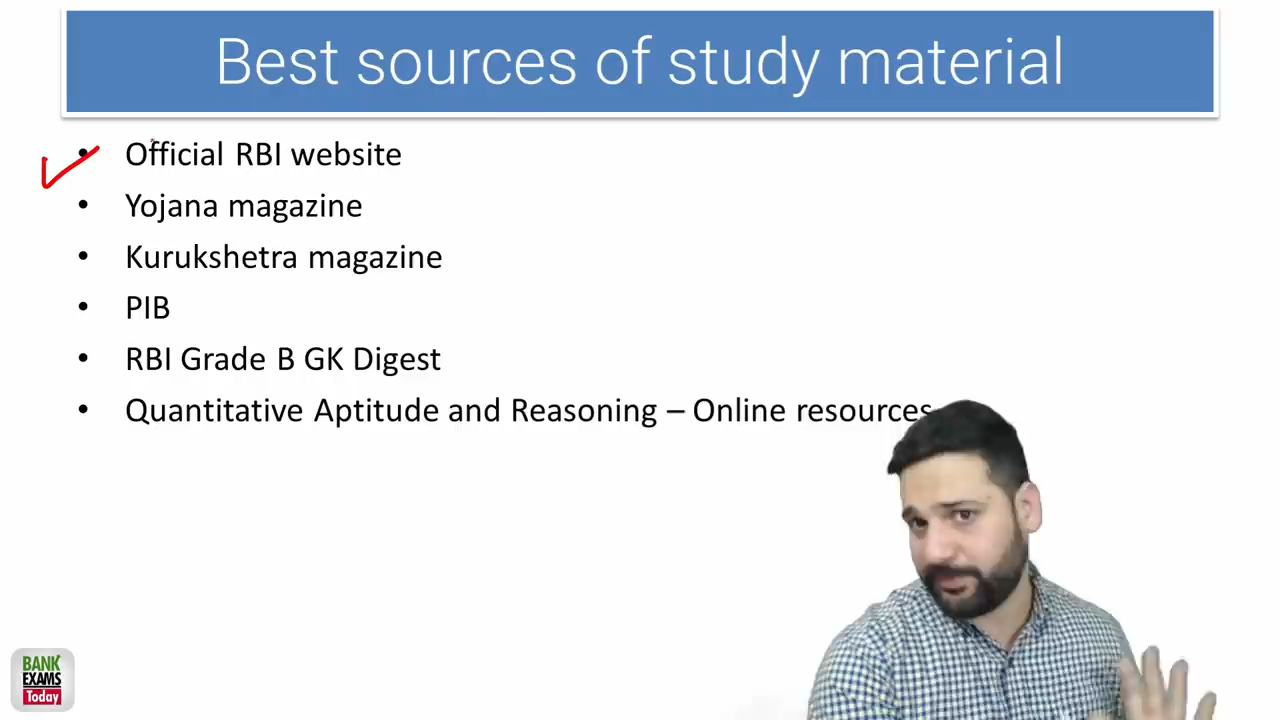 Best sources of study material
• Official RBI website
• Yojana magazine
• Kurukshetra magazine
• PIB
• RBI Grade B GK Digest
• Quantitative Aptitude and Reasoning – Online resources
BANK
EXAMS
Today